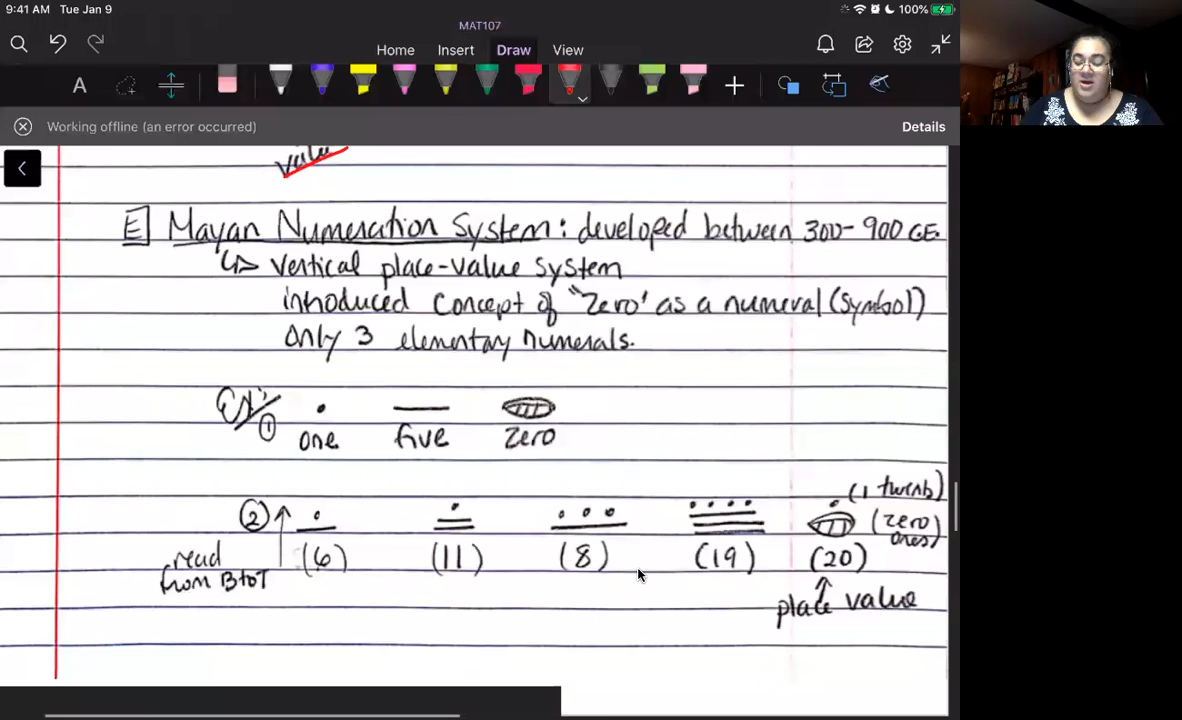 9:41 AM Tue Jan 9
100%
MAT107
Home Insert Draw View
A
Working offline (an error occurred)
Details
value
E Mayan Numeration System: developed between 300-900 CE.
↳ vertical place-value system
introduced concept of "zero" as a numeral (symbol)
only 3 elementary numerals.
Ex/
① one five zero
② (1 twenty)
(zero ones)
read from B to T
(6) (11) (8) (19) (20)
place value